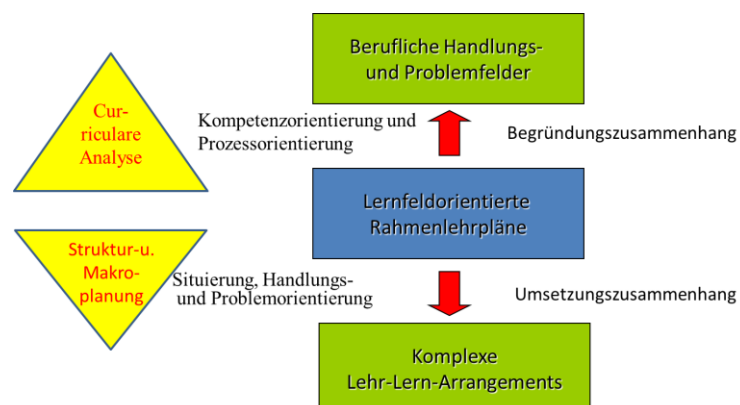 Berufliche Handlungs-
und Problemfelder
Cur-
riculare
Analyse
Kompetenzorientierung und
Prozessorientierung
Begründungszusammenhang
Lernfeldorientierte
Rahmenlehrpläne
Struktur-u.
Makro-
planung
Situierung, Handlungs-
und Problemorientierung
Umsetzungszusammenhang
Komplexe
Lehr-Lern-Arrangements